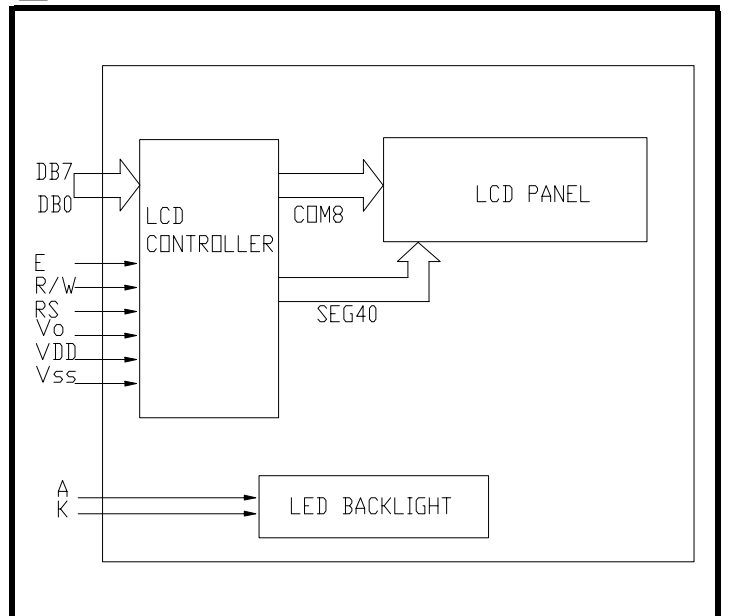 DB7
DB0
LCD
CONTROLLER
COM8
LCD PANEL
SEG40
E
R/W
RS
Vo
VDD
Vss
A
K
LED BACKLIGHT